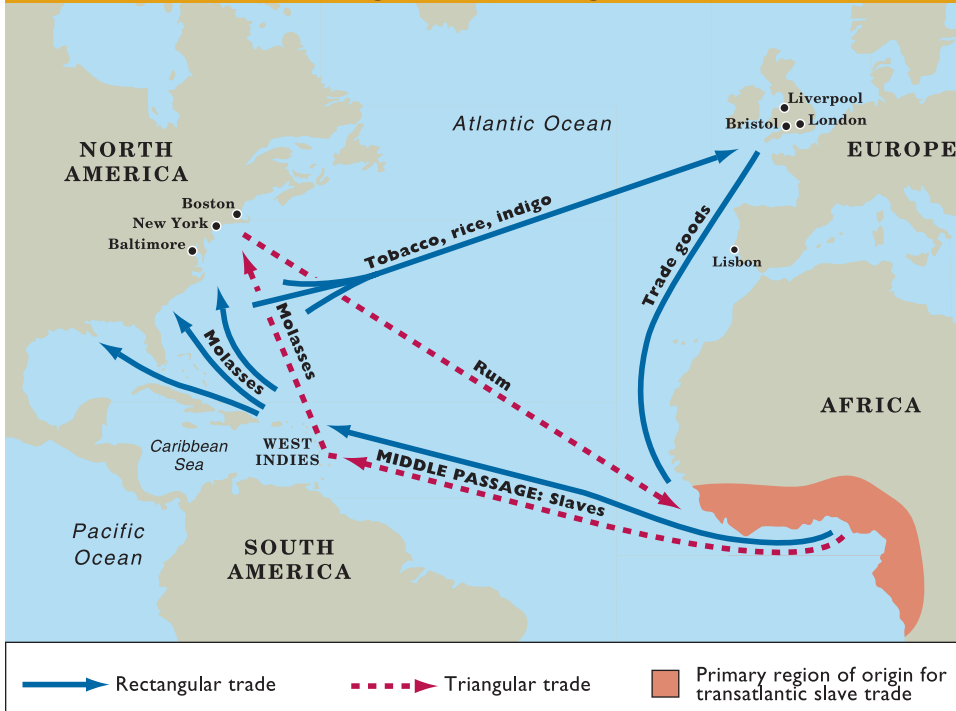 Atlantic Ocean
Liverpool
Bristol
London
EUROPE
NORTH
AMERICA
Boston
New York
Baltimore
Lisbon
Tobacco, rice, indigo
Trade goods
Molasses
Molasses
Rum
AFRICA
Caribbean
Sea
WEST
INDIES
MIDDLE PASSAGE: Slaves
Pacific
Ocean
SOUTH
AMERICA
Rectangular trade
Triangular trade
Primary region of origin for
transatlantic slave trade